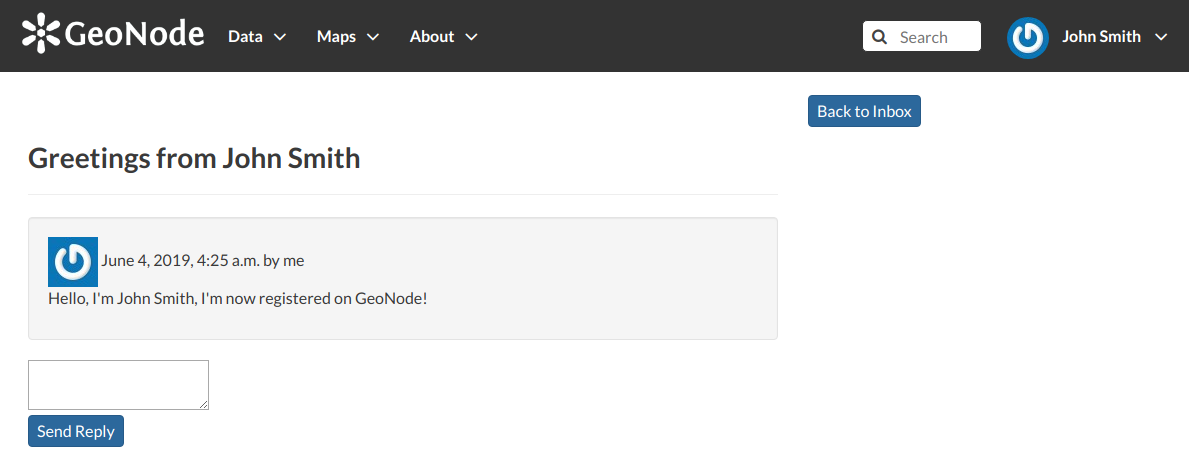 GeoNode Data Maps About Search John Smith
Back to Inbox
Greetings from John Smith
June 4, 2019, 4:25 a.m. by me
Hello, I'm John Smith, I'm now registered on GeoNode!
Send Reply